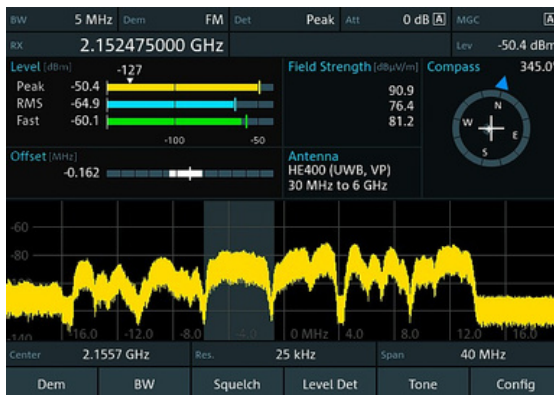 BW 5 MHz Dem FM Det Peak Att 0 dB A MGC A
RX 2.152475000 GHz Lev -50.4 dBm
Level [dBm] -127 Field Strength [dBµV/m] Compass 345.0°
Peak -50.4 90.9
RMS -64.9 76.4
Fast -60.1 81.2
-100 -50
N
W E
S
Offset [MHz] Antenna
-0.162 HE400 (UWB, VP)
30 MHz to 6 GHz
-60
-80
-100
-140 -16.0 -12.0 -8.0 -4.0 0 MHz 4.0 8.0 12.0 16.0
Center 2.1557 GHz Res. 25 kHz Span 40 MHz
Dem BW Squelch Level Det Tone Config